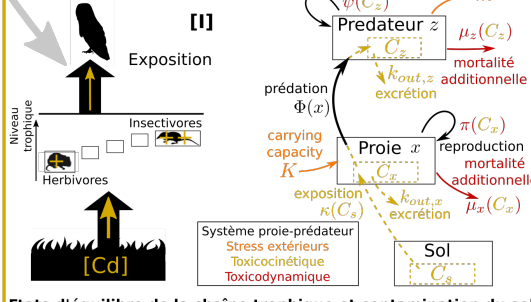 [I]
Exposition
Niveau
trophique
Insectivores
Herbivores
[Cd]
ψ(C_z)
Predateur z
C_z
μ_z(C_z)
mortalité
additionnelle
k_out,z
excrétion
prédation
Φ(x)
carrying
capacity
K
Proie x
C_x
π(C_x)
reproduction
mortalité
additionnelle
μ_x(C_x)
k_out,x
excrétion
exposition
κ(C_s)
Sol
C_s
Système proie-prédateur
Stress extérieurs
Toxicocinétique
Toxicodynamique